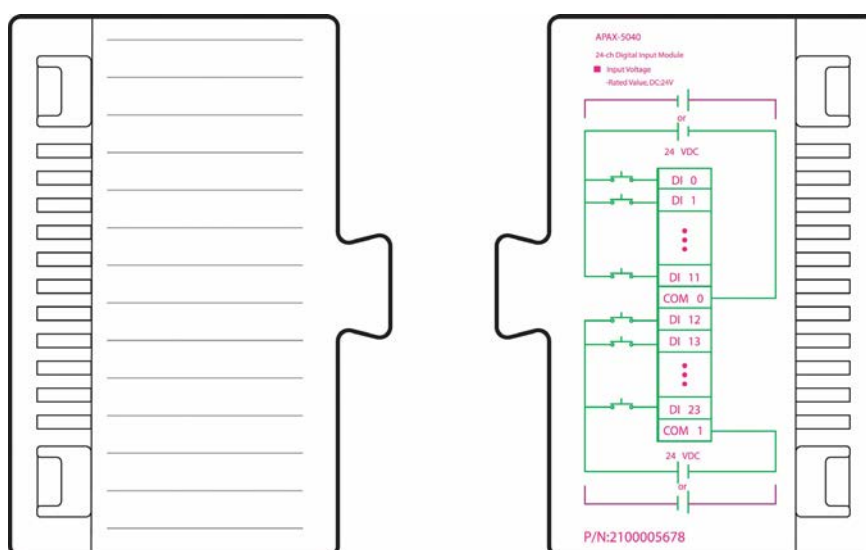 APAX-5040
24-ch Digital Input Module
Input Voltage
-Rated Value, DC:24V
or
24 VDC
DI 0
DI 1
DI 11
COM 0
DI 12
DI 13
DI 23
COM 1
24 VDC
or
P/N:2100005678